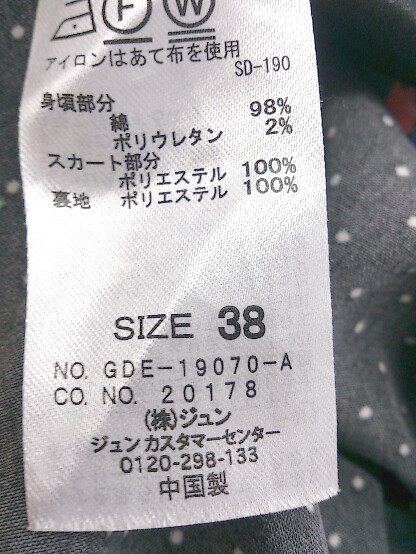 F W
アイロンはあて布を使用
SD-190
身頃部分
綿 98%
ポリウレタン 2%
スカート部分
ポリエステル 100%
裏地 ポリエステル 100%
SIZE 38
NO. GDE-19070-A
CO. NO. 20178
(株)ジュン
ジュンカスタマーセンター
0120-298-133
中国製